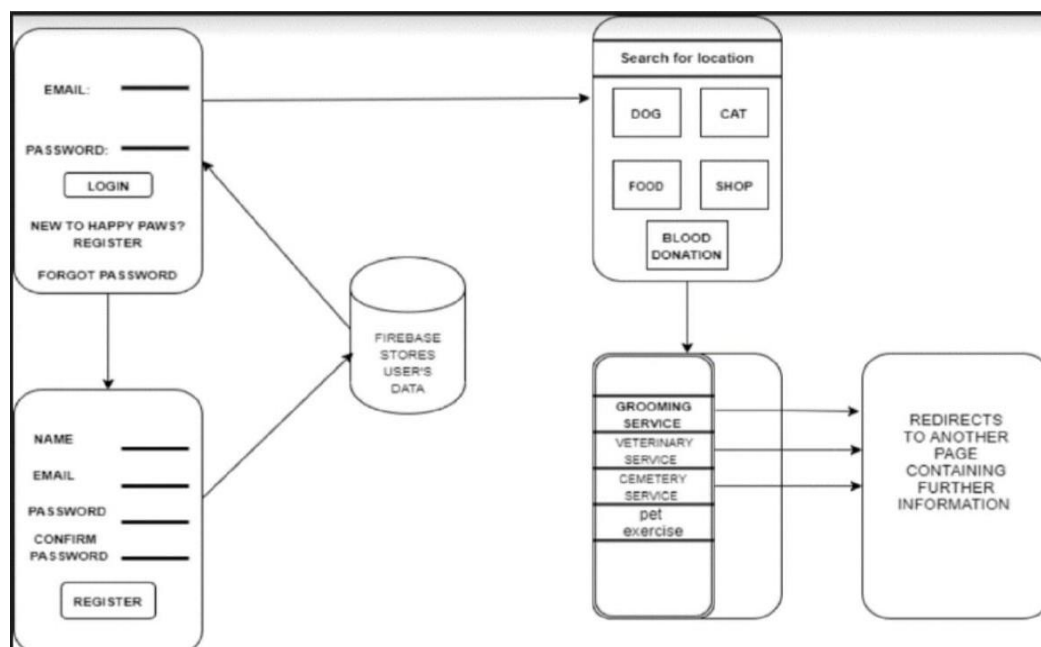 EMAIL:
PASSWORD:
LOGIN
NEW TO HAPPY PAWS?
REGISTER
FORGOT PASSWORD
NAME
EMAIL
PASSWORD
CONFIRM
PASSWORD
REGISTER
FIREBASE
STORES
USER'S
DATA
Search for location
DOG
CAT
FOOD
SHOP
BLOOD
DONATION
GROOMING
SERVICE
VETERINARY
SERVICE
CEMETERY
SERVICE
pet
exercise
REDIRECTS
TO ANOTHER
PAGE
CONTAINING
FURTHER
INFORMATION